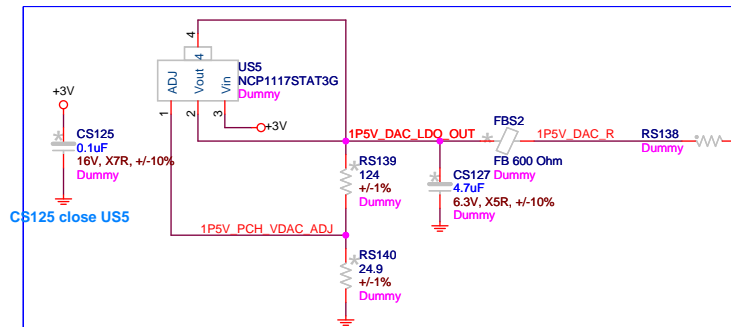 4
US5
NCP1117STAT3G
Dummy
ADJ
Vout
4
Vin
1
2
3
+3V
+3V
CS125
0.1uF
16V, X7R, +/-10%
Dummy
CS125 close US5
1P5V_DAC_LDO_OUT
FBS2
FB 600 Ohm
Dummy
1P5V_DAC_R
RS138
Dummy
RS139
124
+/-1%
Dummy
CS127
4.7uF
6.3V, X5R, +/-10%
Dummy
1P5V_PCH_VDAC_ADJ
RS140
24.9
+/-1%
Dummy